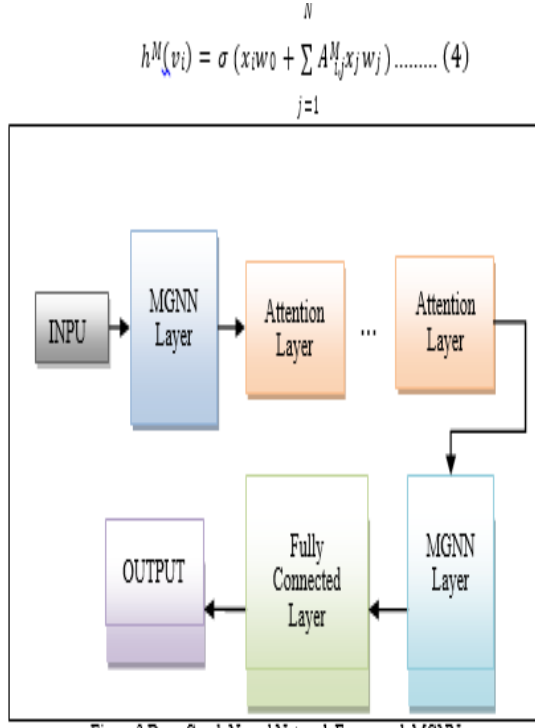 N
h^M(v_i) = σ (x_i w_0 + ∑ A^M_{i,j} x_j w_j) ......... (4)
j=1
INPU
MGNN
Layer
Attention
Layer
...
Attention
Layer
MGNN
Layer
Fully
Connected
Layer
OUTPUT